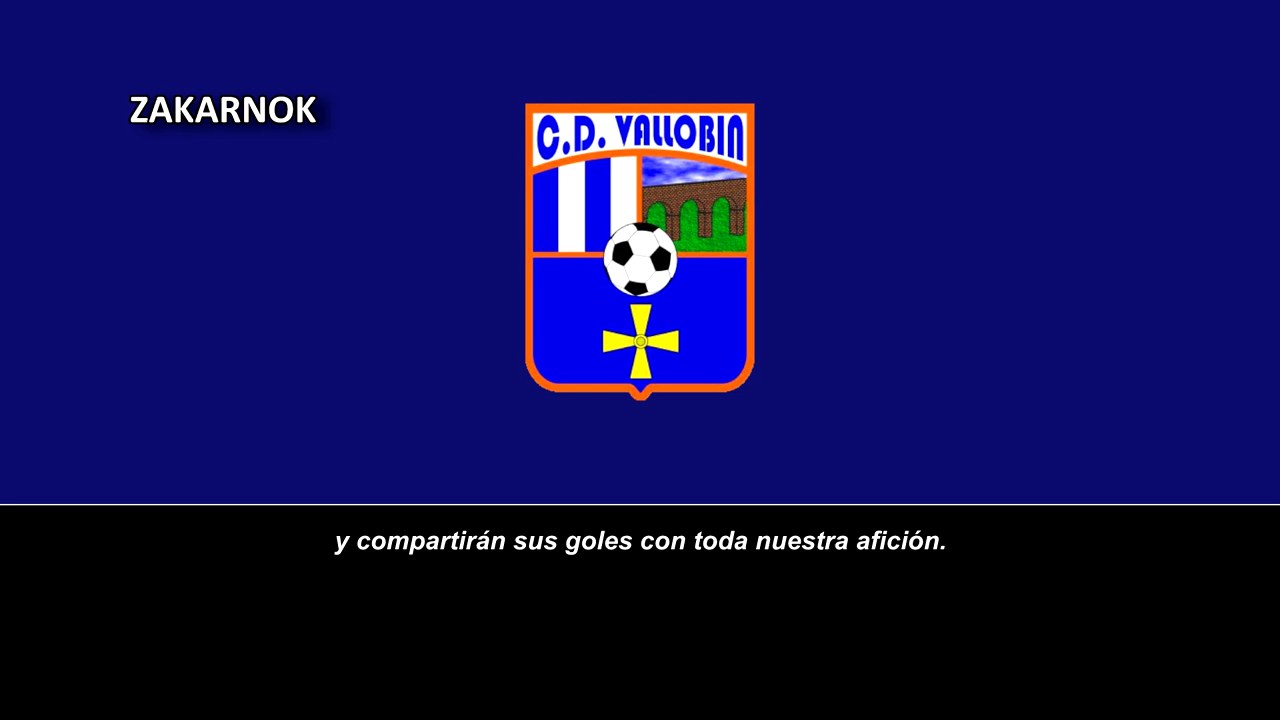 ZAKARNOK
C.D. VALLOBIN
y compartirán sus goles con toda nuestra afición.